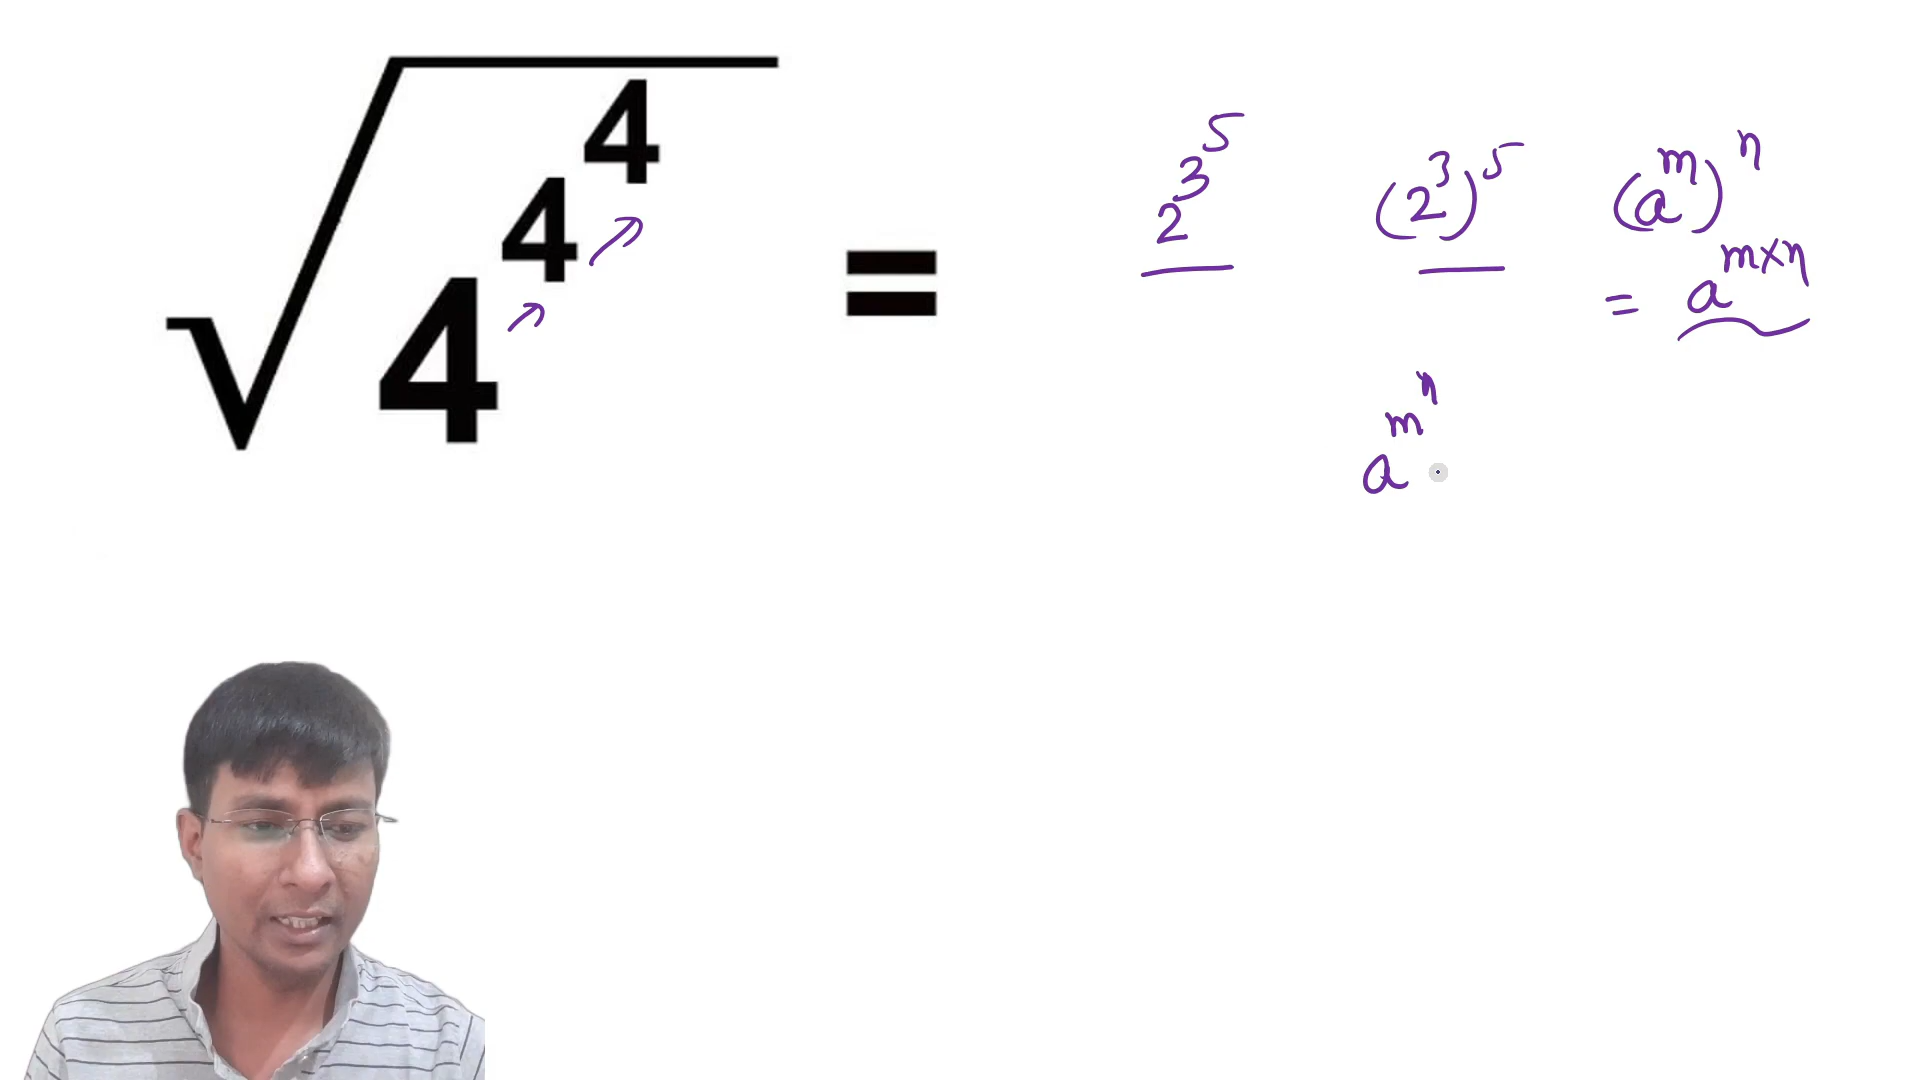 √4^4^4 =
2^3^5 (2^3)^5 (a^m)^n
= a^m×n
a^m^n